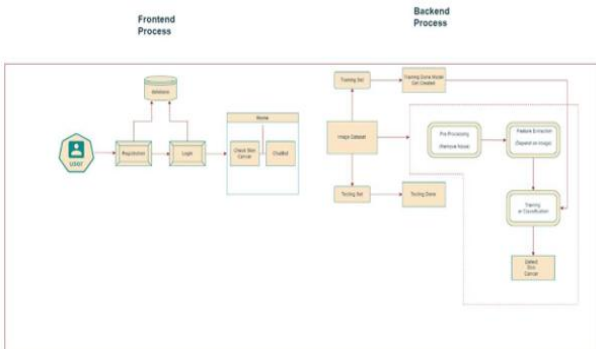 Frontend
Process
Backend
Process
database
user
Registration
Login
Home
Check Skin
Cancer
ChatBot
Training Set
Training Done Model
Get Created
Image Dataset
Pre-Processing
(Remove Noise)
Feature Extraction
(Depend on Image)
Training
or Classification
Testing Set
Testing Done
Detect
Skin
Cancer